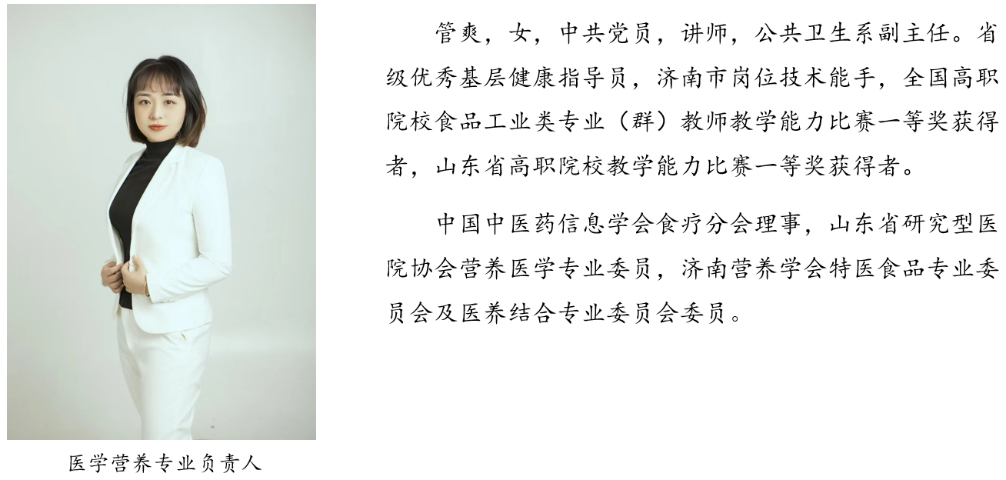 管爽，女，中共党员，讲师，公共卫生系副主任。省
级优秀基层健康指导员，济南市岗位技术能手，全国高职
院校食品工业类专业（群）教师教学能力比赛一等奖获得
者，山东省高职院校教学能力比赛一等奖获得者。
中国中医药信息学会食疗分会理事，山东省研究型医
院协会营养医学专业委员，济南营养学会特医食品专业委
员会及医养结合专业委员会委员。
医学营养专业负责人